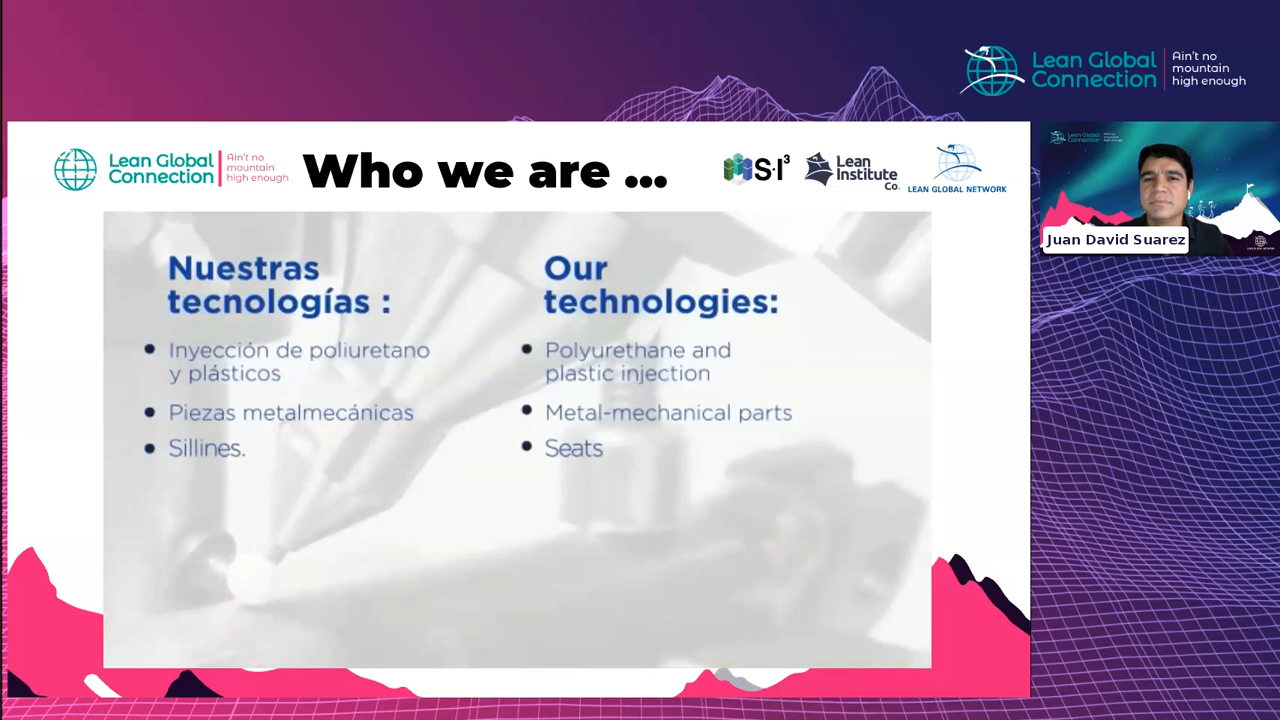 Lean Global
Connection
Ain't no
mountain
high enough
Lean Global
Connection
Ain't no
mountain
high enough
Who we are ...
S·I³
Lean
Institute
Co.
LEAN GLOBAL NETWORK
Juan David Suarez
Nuestras
tecnologías :
• Inyección de poliuretano
y plásticos
• Piezas metalmecánicas
• Sillines.
Our
technologies:
• Polyurethane and
plastic injection
• Metal-mechanical parts
• Seats